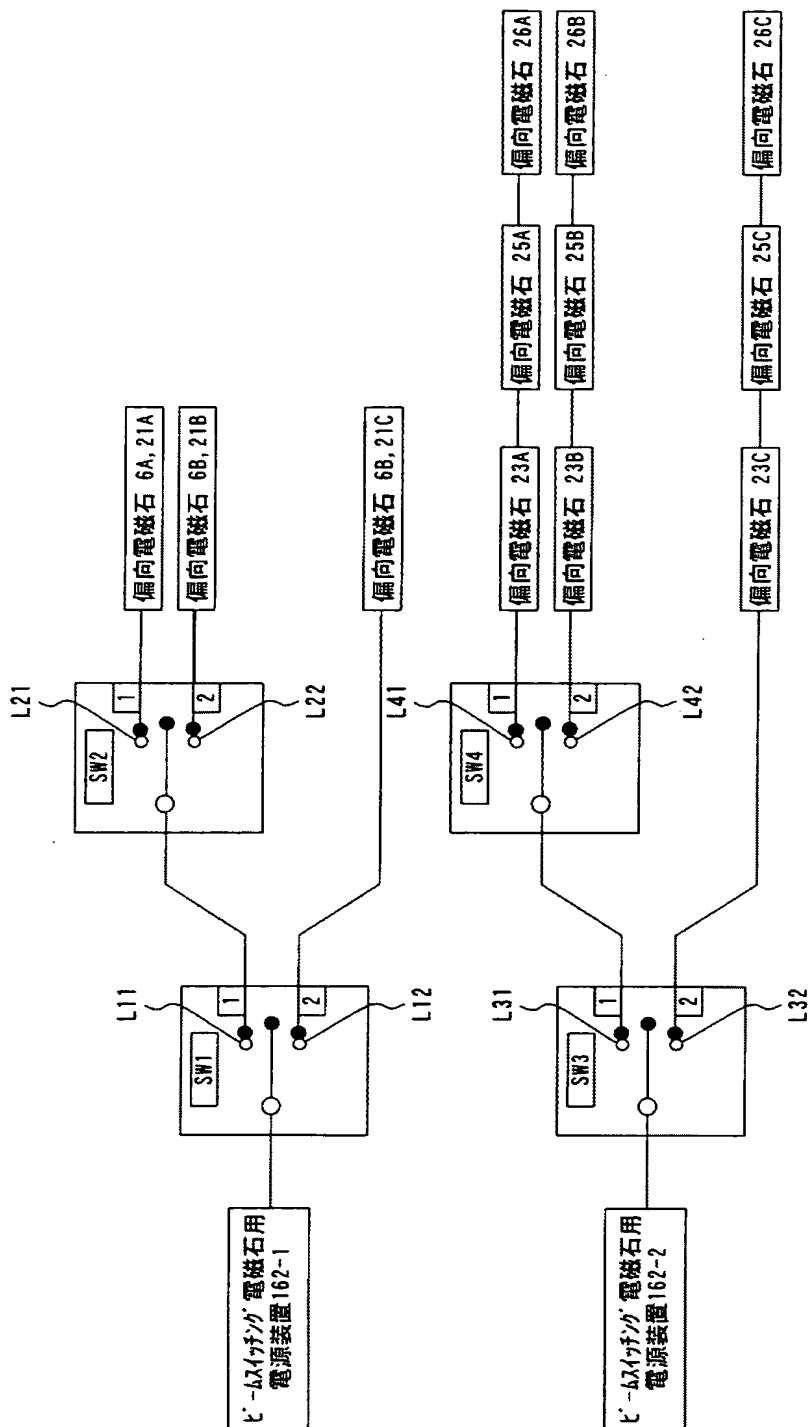 ビームスイッチング電磁石用
電源装置162-1
SW1
1
2
L11
L12
SW2
1
2
L21
L22
偏向電磁石 6A, 21A
偏向電磁石 6B, 21B
偏向電磁石 6B, 21C
ビームスイッチング電磁石用
電源装置162-2
SW3
1
2
L31
L32
SW4
1
2
L41
L42
偏向電磁石 23A
偏向電磁石 25A
偏向電磁石 26A
偏向電磁石 23B
偏向電磁石 25B
偏向電磁石 26B
偏向電磁石 23C
偏向電磁石 25C
偏向電磁石 26C